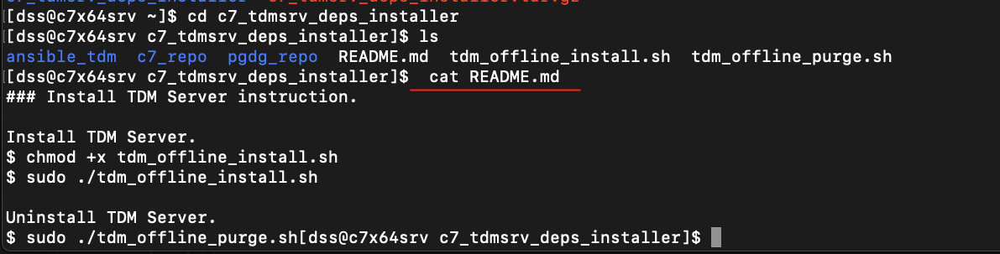 [dss@c7x64srv ~]$ cd c7_tdmsrv_deps_installer
[dss@c7x64srv c7_tdmsrv_deps_installer]$ ls
ansible_tdm  c7_repo  pgdg_repo  README.md  tdm_offline_install.sh  tdm_offline_purge.sh
[dss@c7x64srv c7_tdmsrv_deps_installer]$  cat README.md
### Install TDM Server instruction.
Install TDM Server.
$ chmod +x tdm_offline_install.sh
$ sudo ./tdm_offline_install.sh
Uninstall TDM Server.
$ sudo ./tdm_offline_purge.sh[dss@c7x64srv c7_tdmsrv_deps_installer]$